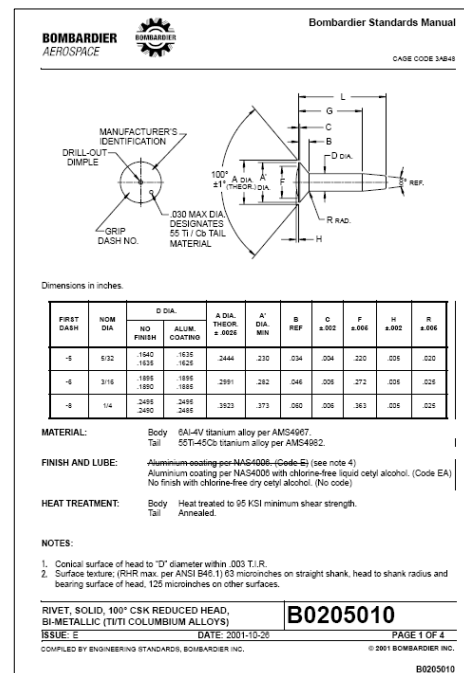 Bombardier Standards Manual
BOMBARDIER
AEROSPACE
BOMBARDIER
CAGE CODE 3AB48
L
G
C
B
D DIA.
MANUFACTURER'S
IDENTIFICATION
DRILL-OUT
DIMPLE
100°
±1°
A DIA.
(THEOR.)
A'
DIA.
F
REF.
.030 MAX DIA.
DESIGNATES
55 Ti / Cb TAIL
MATERIAL
GRIP
DASH NO.
R RAD.
H
Dimensions in inches.
FIRST DASH NOM DIA D DIA. NO FINISH ALUM. COATING A DIA. THEOR. ± .0025 A' DIA. MIN B REF C ±.002 F ±.005 H ±.002 R ±.005
-5 5/32 .1640 .1635 .1635 .1625 .2444 .230 .034 .004 .220 .005 .020
-6 3/16 .1895 .1890 .1895 .1885 .2991 .282 .046 .005 .272 .005 .025
-8 1/4 .2495 .2490 .2495 .2485 .3923 .373 .060 .006 .363 .005 .025
MATERIAL: Body 6Al-4V titanium alloy per AMS4967.
Tail 55Ti-45Cb titanium alloy per AMS4982.
FINISH AND LUBE: Aluminium coating per NAS4006. (Code E) (see note 4)
Aluminium coating per NAS4006 with chlorine-free liquid cetyl alcohol. (Code EA)
No finish with chlorine-free dry cetyl alcohol. (No code)
HEAT TREATMENT: Body Heat treated to 95 KSI minimum shear strength.
Tail Annealed.
NOTES:
1. Conical surface of head to "D" diameter within .003 T.I.R.
2. Surface texture; (RHR max. per ANSI B46.1) 63 microinches on straight shank, head to shank radius and
bearing surface of head, 125 microinches on other surfaces.
RIVET, SOLID, 100° CSK REDUCED HEAD,
BI-METALLIC (TI/TI COLUMBIUM ALLOYS)
B0205010
ISSUE: E DATE: 2001-10-26 PAGE 1 OF 4
COMPILED BY ENGINEERING STANDARDS, BOMBARDIER INC. © 2001 BOMBARDIER INC.
B0205010